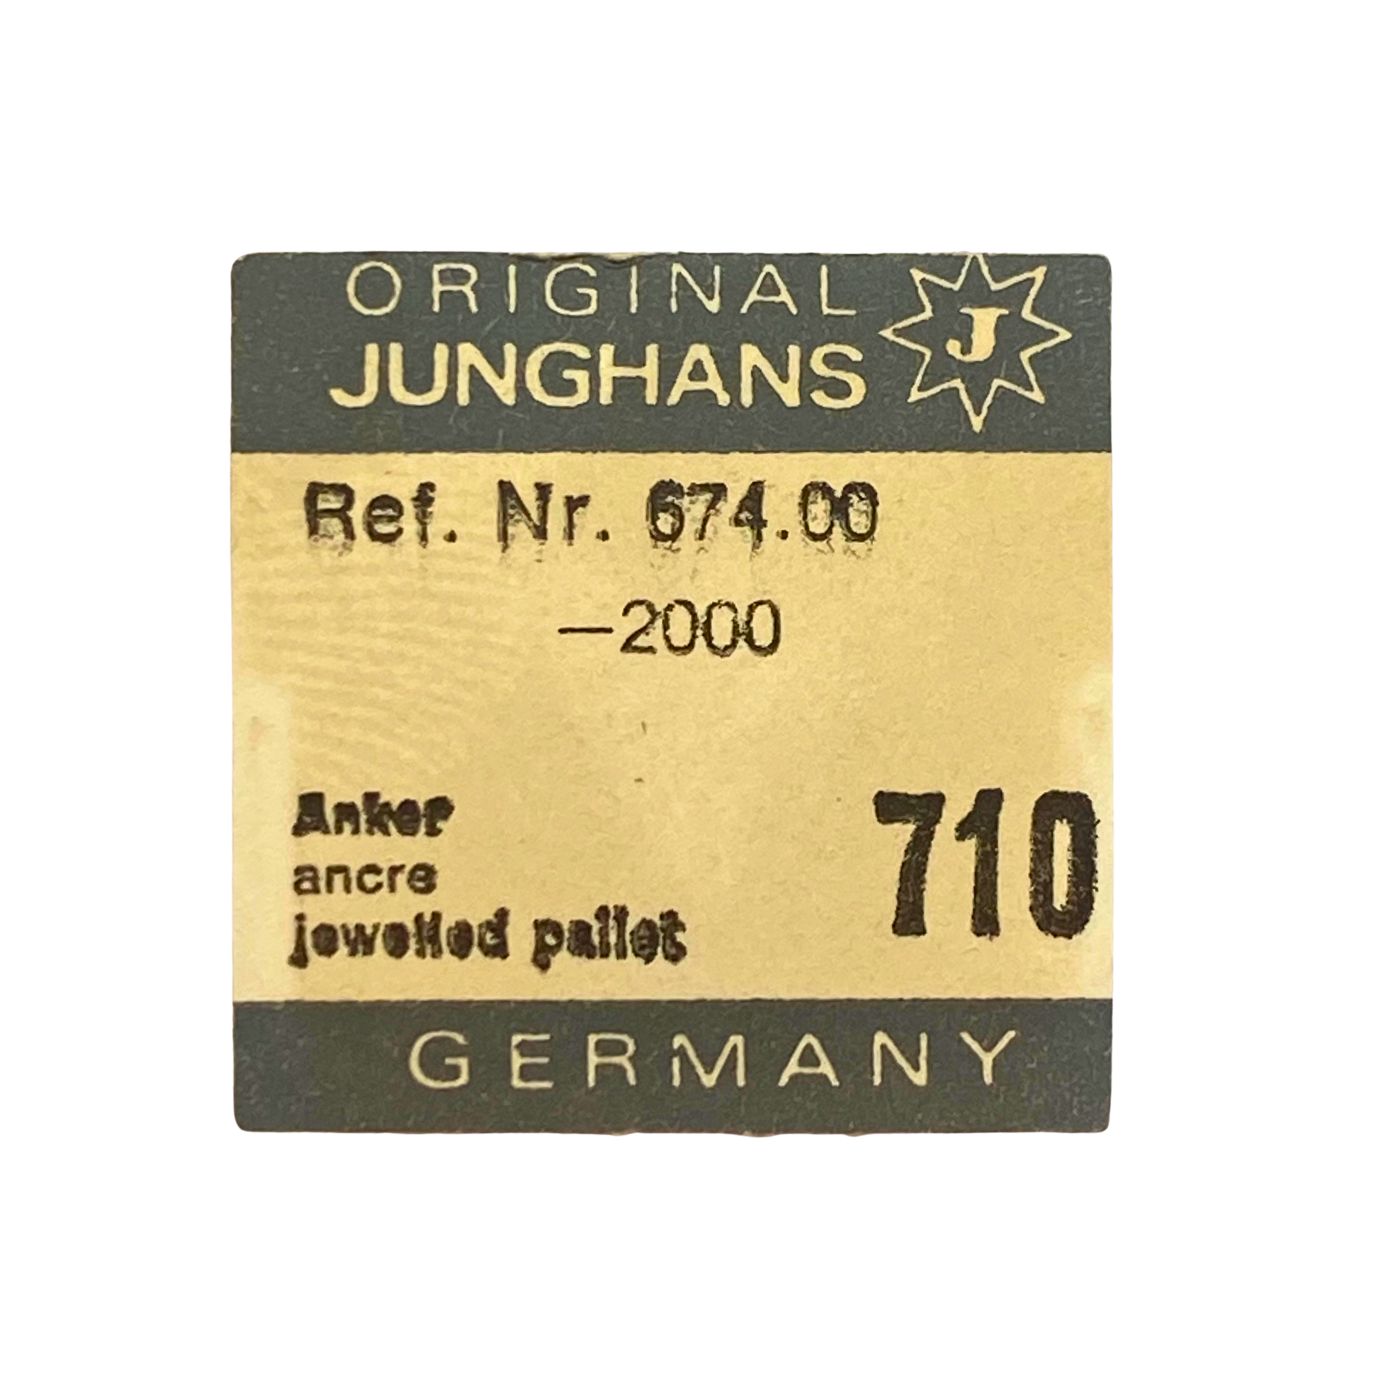 ORIGINAL
JUNGHANS
J
Ref. Nr. 674.00
—2000
Anker
ancre
jewelled pallet
710
GERMANY